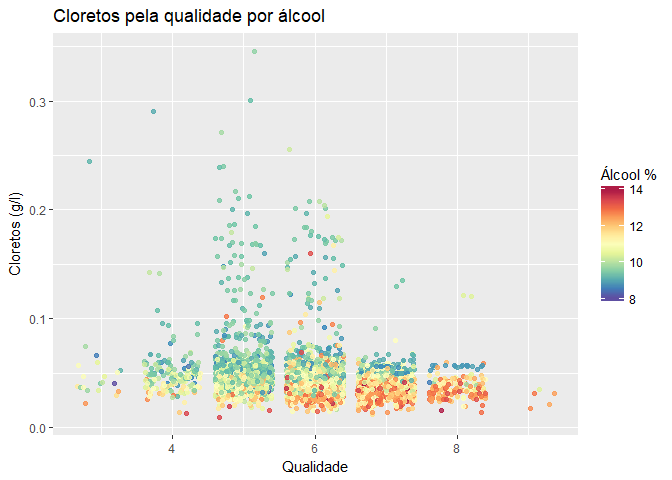 Cloretos pela qualidade por álcool
Cloretos (g/l)
0.3
0.2
0.1
0.0
4
6
8
Qualidade
Álcool %
14
12
10
8